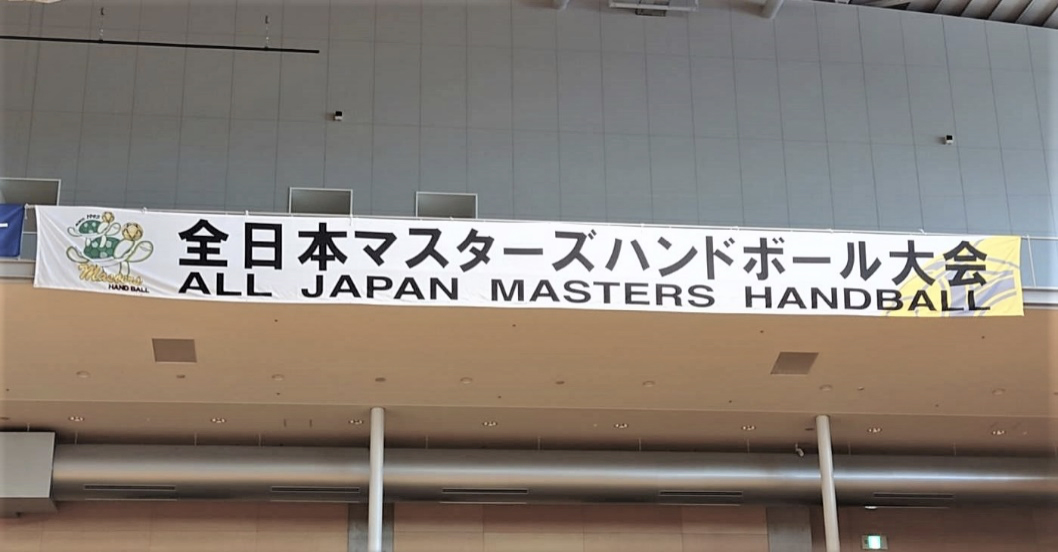 全日本マスターズハンドボール大会
ALL JAPAN MASTERS HANDBALL
Masters
HAND BALL